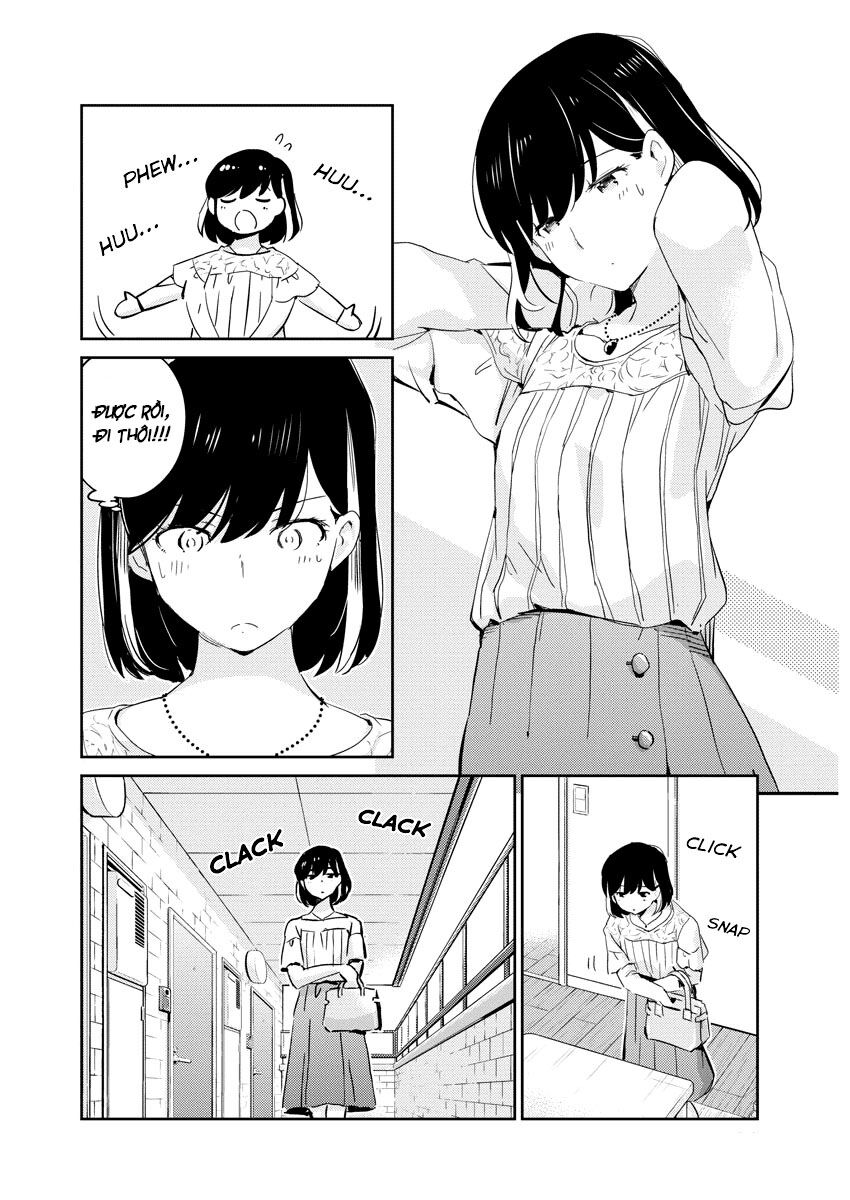 PHEW...
HUU...
HUU...
ĐƯỢC RỒI,
ĐI THÔI!!!
CLICK
SNAP
CLACK
CLACK